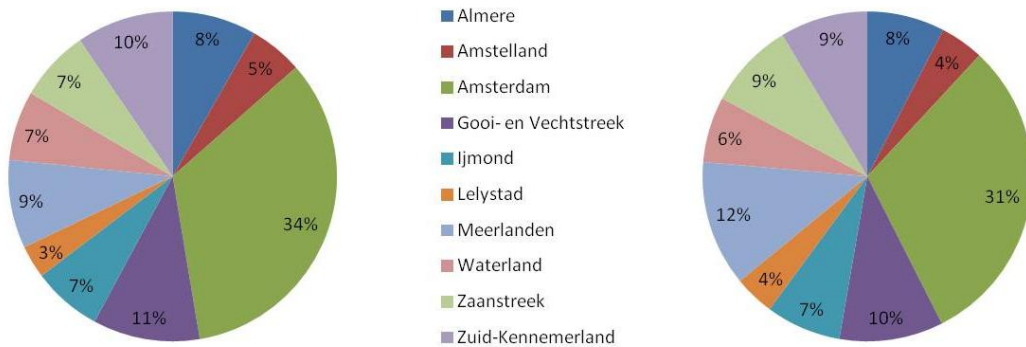 8%
5%
34%
11%
7%
3%
9%
7%
7%
10%
Almere
Amstelland
Amsterdam
Gooi- en Vechtstreek
Ijmond
Lelystad
Meerlanden
Waterland
Zaanstreek
Zuid-Kennemerland
8%
4%
31%
10%
7%
4%
12%
6%
9%
9%